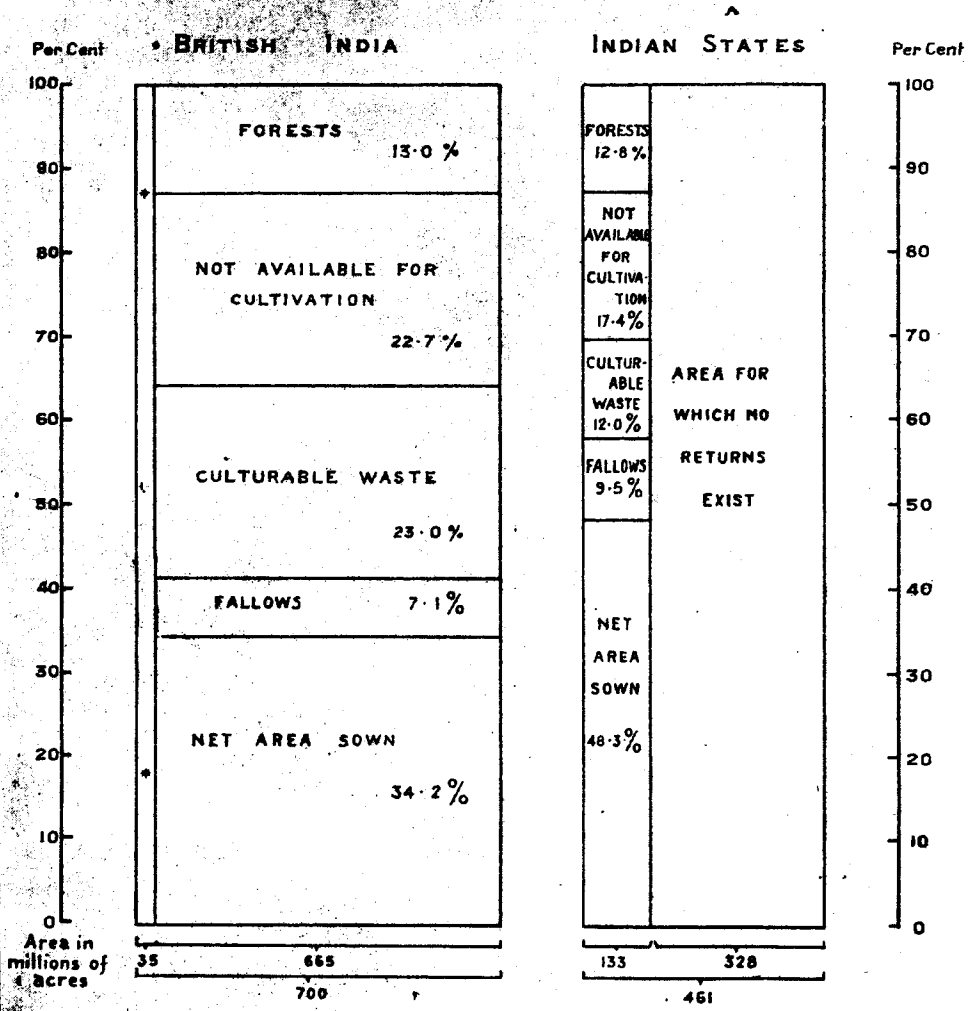 Per Cent
* BRITISH INDIA
INDIAN STATES
Per Cent
100
90
80
70
60
50
40
30
20
10
0
*
*
FORESTS
13.0 %
NOT AVAILABLE FOR
CULTIVATION
22.7 %
CULTURABLE WASTE
23.0 %
FALLOWS 7.1 %
NET AREA SOWN
34.2 %
FORESTS
12.8 %
NOT
AVAILABLE
FOR
CULTIVA-
TION
17.4 %
CULTUR-
ABLE
WASTE
12.0 %
FALLOWS
9.5 %
NET
AREA
SOWN
48.3 %
AREA FOR
WHICH NO
RETURNS
EXIST
100
90
80
70
60
50
40
30
20
10
0
Area in
millions of
acres
35 665
700
133 328
461